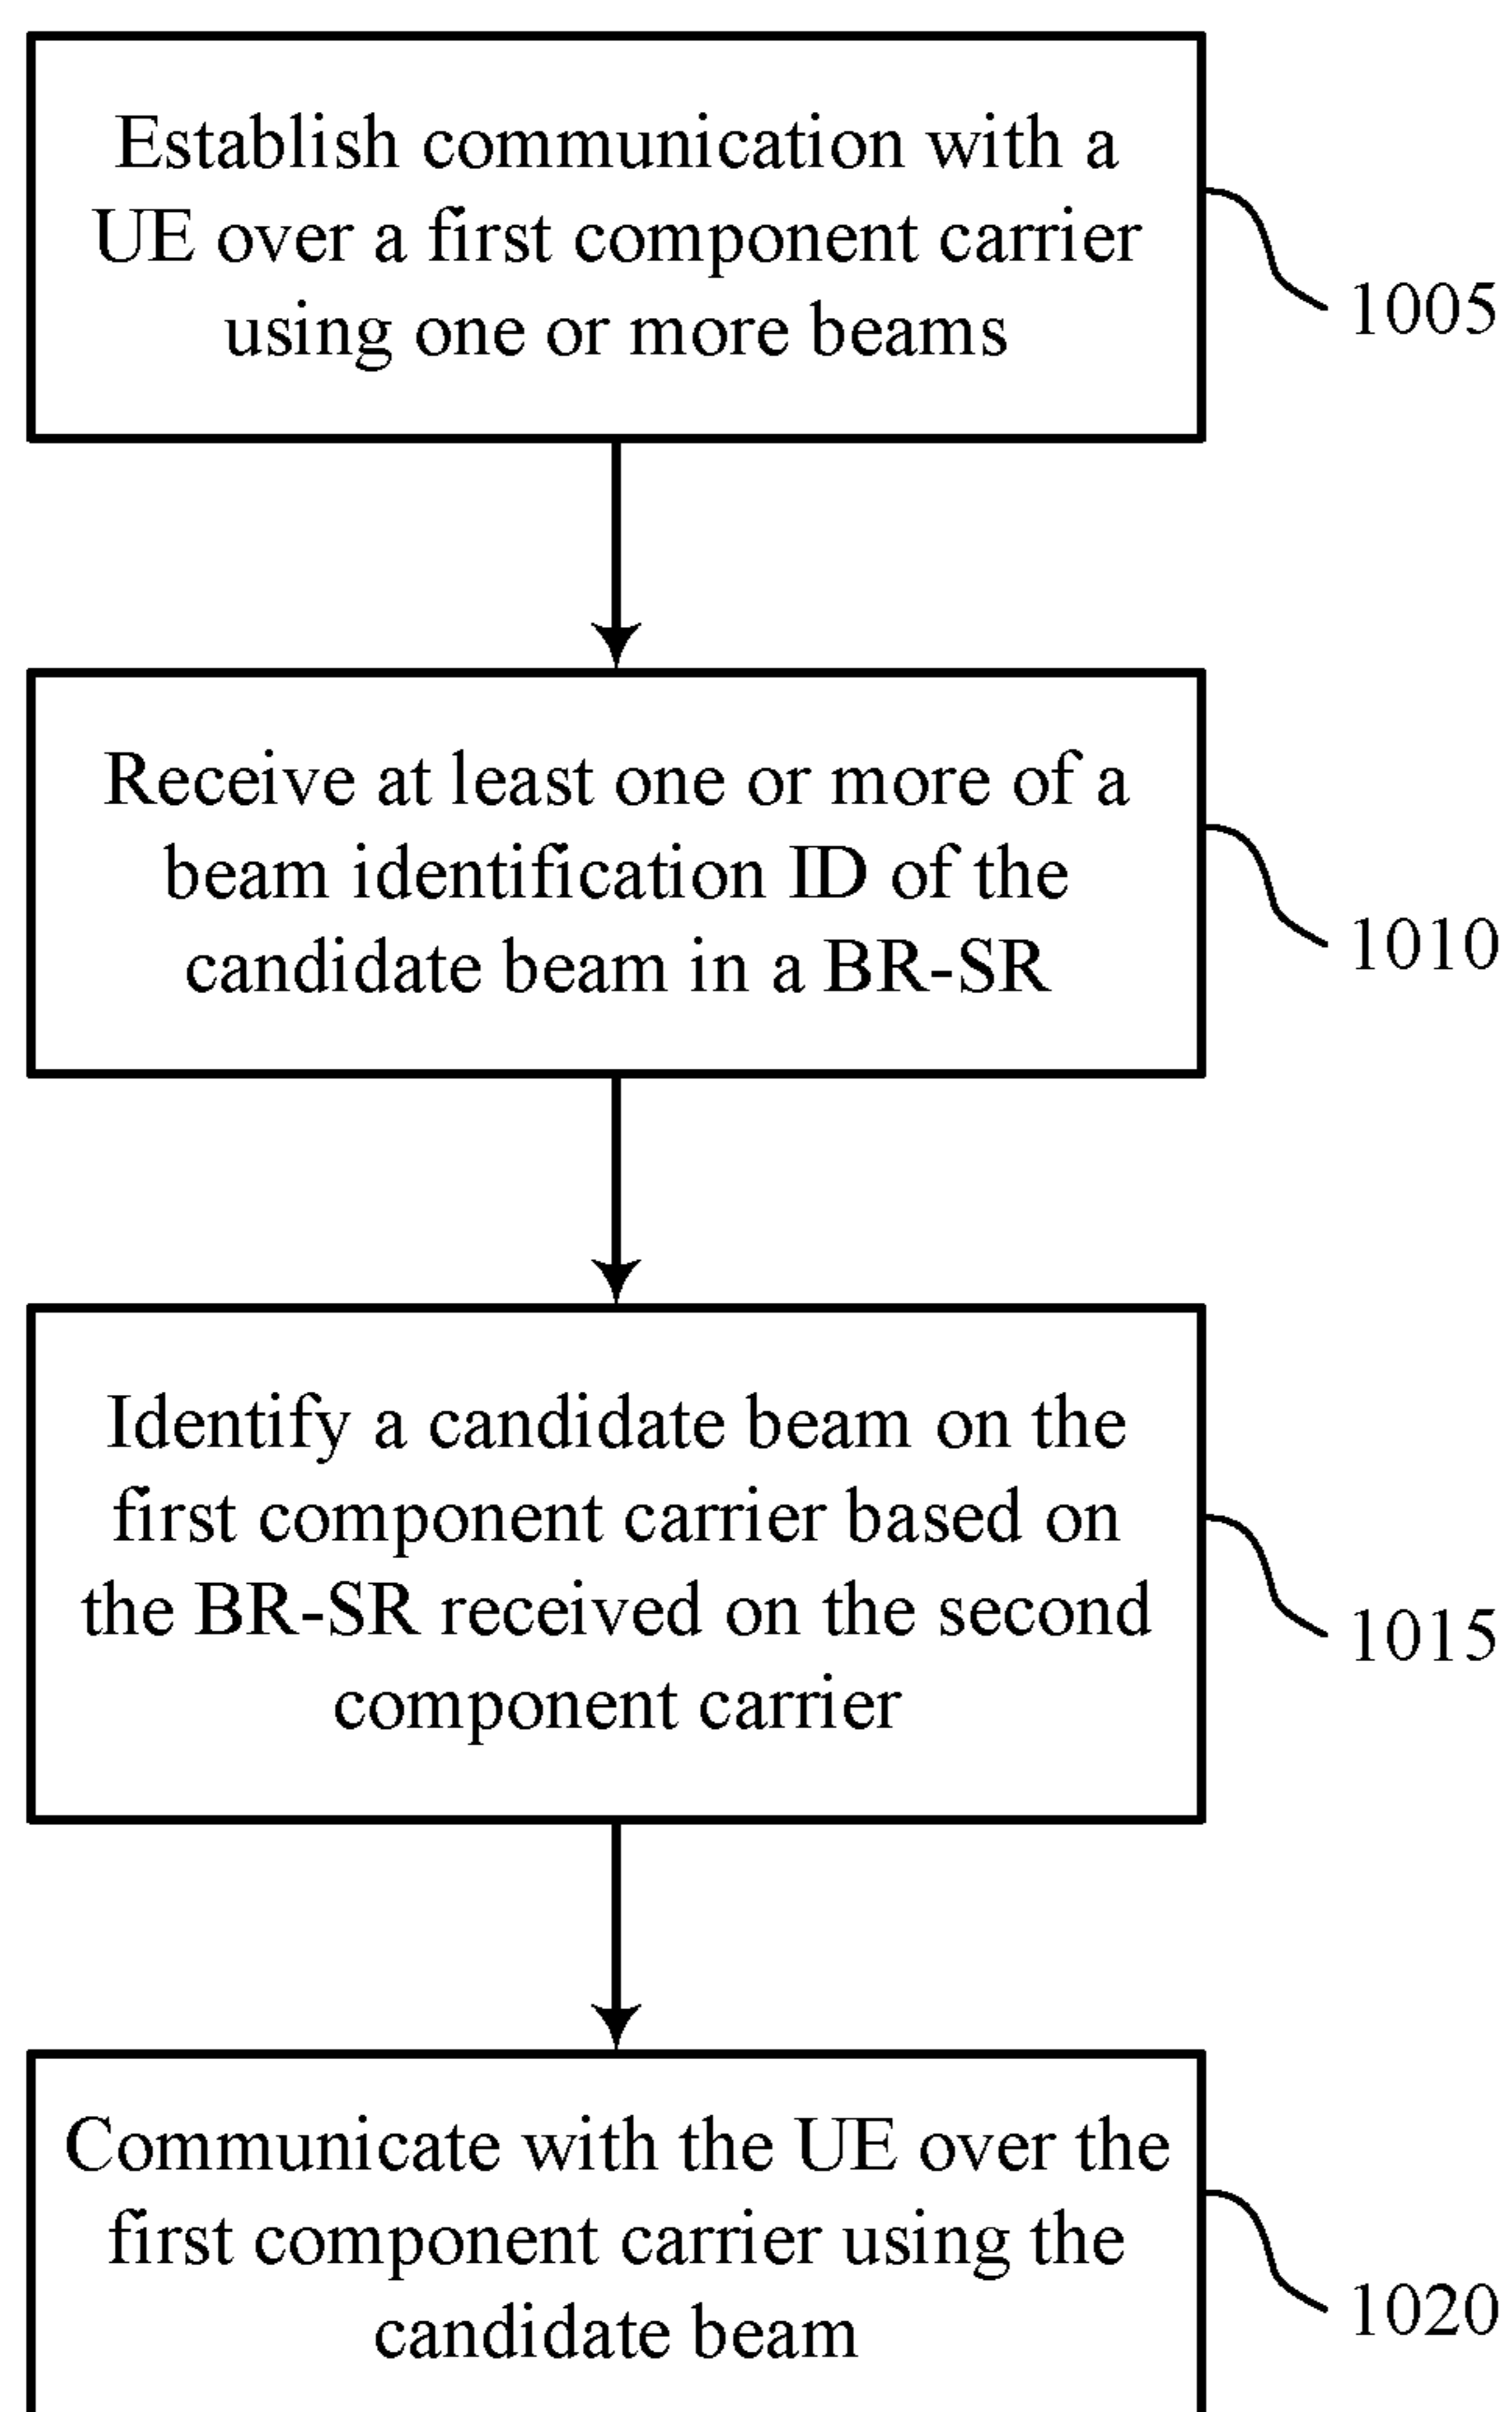 Establish communication with a
UE over a first component carrier
using one or more beams
1005
Receive at least one or more of a
beam identification ID of the
candidate beam in a BR-SR
1010
Identify a candidate beam on the
first component carrier based on
the BR-SR received on the second
component carrier
1015
Communicate with the UE over the
first component carrier using the
candidate beam
1020